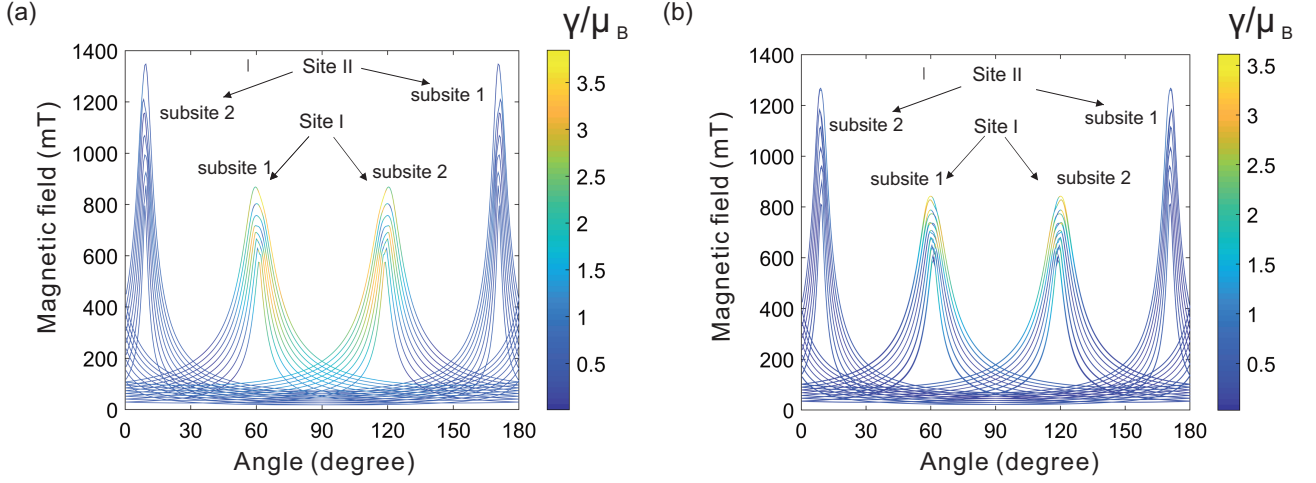 (a)
γ/μ B
1400
1200
1000
800
600
400
200
0
Magnetic field (mT)
I
Site II
subsite 2
subsite 1
Site I
subsite 1
subsite 2
3.5
3
2.5
2
1.5
1
0.5
0
30
60
90
120
150
180
Angle (degree)
(b)
γ/μ B
1400
1200
1000
800
600
400
200
0
Magnetic field (mT)
I
Site II
subsite 2
subsite 1
Site I
subsite 1
subsite 2
3.5
3
2.5
2
1.5
1
0.5
0
30
60
90
120
150
180
Angle (degree)